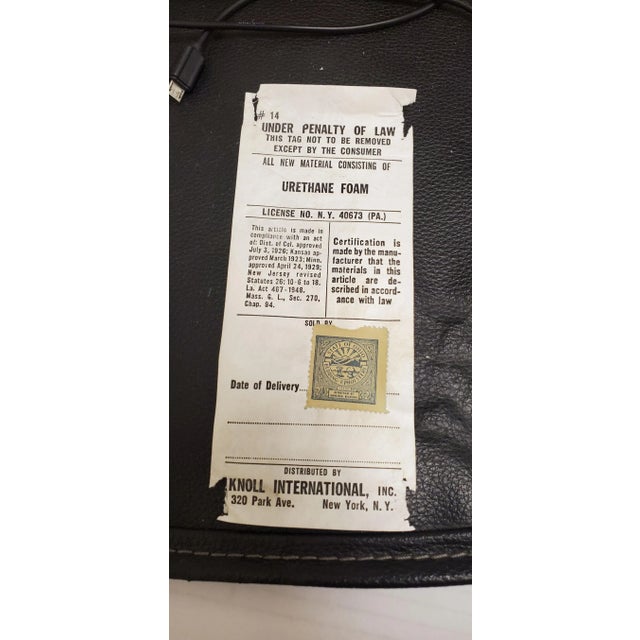 # 14
UNDER PENALTY OF LAW
THIS TAG NOT TO BE REMOVED
EXCEPT BY THE CONSUMER
ALL NEW MATERIAL CONSISTING OF
URETHANE FOAM
LICENSE NO. N.Y. 40673 (PA.)
This article is made in
compliance with an act
of: Dist. of Col. approved
July 3, 1926; Kansas ap-
proved March 1923; Minn.
approved April 24, 1929;
New Jersey revised
Statutes 26: 10-6 to 18.
La. Act 467-1948.
Mass. G. L., Sec. 270,
Chap. 94.
Certification is
made by the manu-
facturer that the
materials in this
article are de-
scribed in accord-
ance with law
SOLD BY
STATE OF OHIO
Date of Delivery
DISTRIBUTED BY
KNOLL INTERNATIONAL, INC.
320 Park Ave. New York, N.Y.